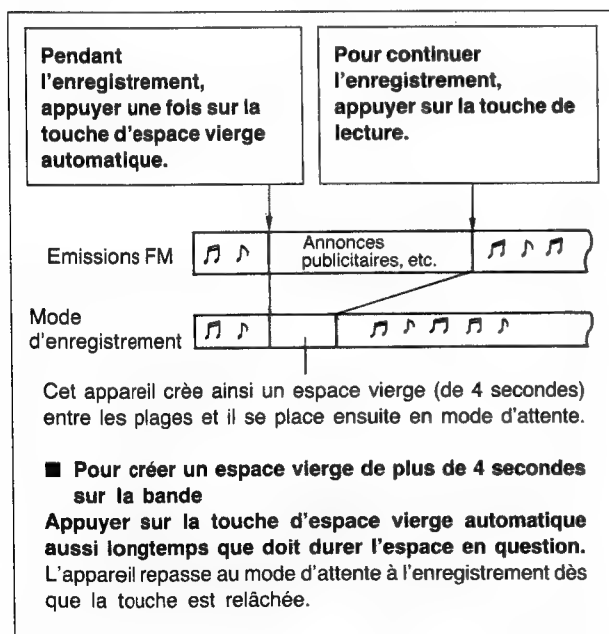 Pendant
l'enregistrement,
appuyer une fois sur la
touche d'espace vierge
automatique.
Pour continuer
l'enregistrement,
appuyer sur la touche de
lecture.
Emissions FM
Annonces
publicitaires, etc.
Mode
d'enregistrement
Cet appareil crèe ainsi un espace vierge (de 4 secondes)
entre les plages et il se place ensuite en mode d'attente.
■ Pour créer un espace vierge de plus de 4 secondes
sur la bande
Appuyer sur la touche d'espace vierge automatique
aussi longtemps que doit durer l'espace en question.
L'appareil repasse au mode d'attente à l'enregistrement dès
que la touche est relâchée.